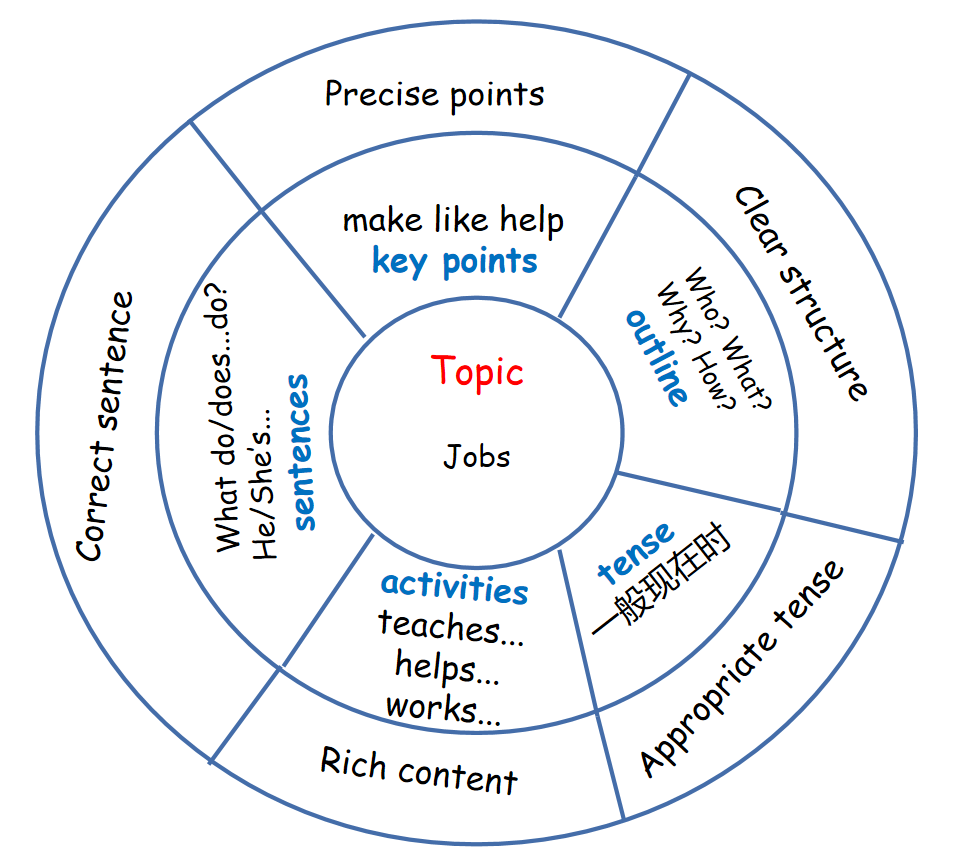 Precise points
make like help
key points
Clear structure
Who? What?
Why? How?
outline
Topic
Jobs
Correct sentence
What do/does...do?
He/She's...
sentences
tense
一般现在时
Appropriate tense
activities
teaches...
helps...
works...
Rich content